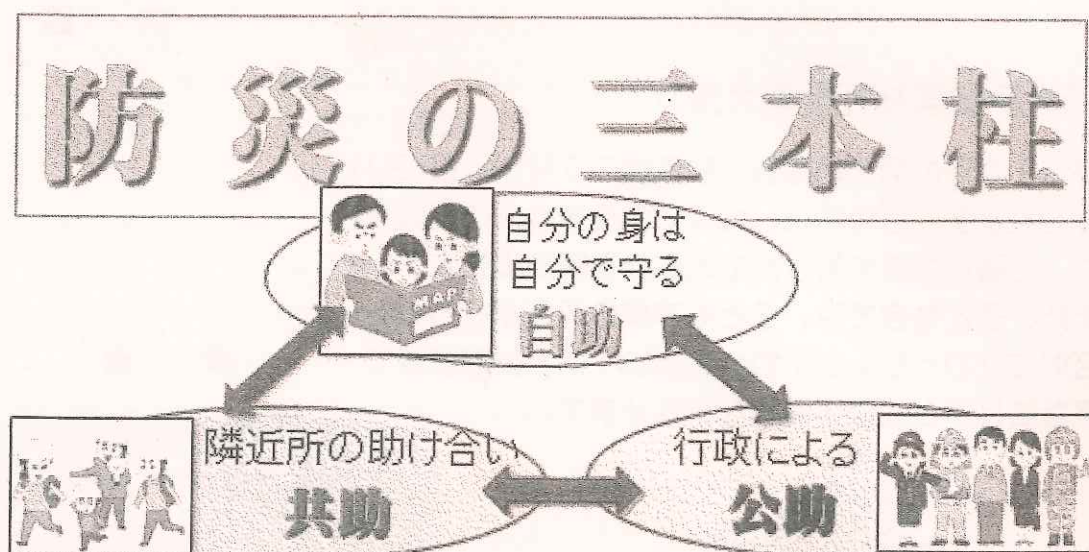 防災の三本柱
自分の身は
自分で守る
自助
MAP
隣近所の助け合い
共助
行政による
公助